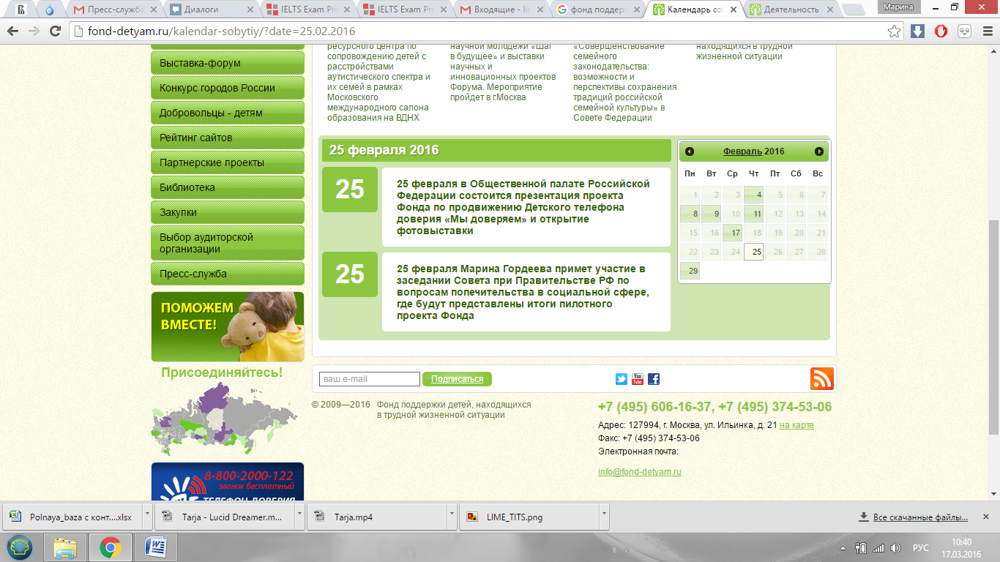 Пресс-служба
Диалоги
IELTS Exam Pre
IELTS Exam Pre
Входящие - lin
фонд поддерж
Календарь соб
Деятельность
Марина
fond-detyam.ru/kalendar-sobytiy/?date=25.02.2016
Выставка-форум
Конкурс городов России
Добровольцы - детям
Рейтинг сайтов
Партнерские проекты
Библиотека
Закупки
Выбор аудиторской
организации
Пресс-служба
ПОМОЖЕМ
ВМЕСТЕ!
Присоединяйтесь!
8-800-2000-122
звонок бесплатный
ТЕЛЕФОН ДОВЕРИЯ
ресурсного центра по
сопровождению детей с
расстройствами
аутистического спектра и
их семей в рамках
Московского
международного салона
образования на ВДНХ
научной молодежи «Шаг
в будущее» и выставки
научных и
инновационных проектов
Форума. Мероприятие
пройдет в г.Москва
«Совершенствование
семейного
законодательства:
возможности и
перспективы сохранения
традиций российской
семейной культуры» в
Совете Федерации
находящихся в трудной
жизненной ситуации
25 февраля 2016
25
25 февраля в Общественной палате Российской
Федерации состоится презентация проекта
Фонда по продвижению Детского телефона
доверия «Мы доверяем» и открытие
фотовыставки
25
25 февраля Марина Гордеева примет участие в
заседании Совета при Правительстве РФ по
вопросам попечительства в социальной сфере,
где будут представлены итоги пилотного
проекта Фонда
Февраль 2016
Пн Вт Ср Чт Пт Сб Вс
1 2 3 4 5 6 7
8 9 10 11 12 13 14
15 16 17 18 19 20 21
22 23 24 25 26 27 28
29
ваш e-mail
Подписаться
You Tube
© 2009—2016 Фонд поддержки детей, находящихся
в трудной жизненной ситуации
+7 (495) 606-16-37, +7 (495) 374-53-06
Адрес: 127994, г. Москва, ул. Ильинка, д. 21 на карте
Факс: +7 (495) 374-53-06
Электронная почта:
info@fond-detyam.ru
Polnaya_baza с конт....xlsx
Tarja - Lucid Dreamer.m...
Tarja.mp4
LIME_TITS.png
Все скачанные файлы...
РУС
10:40
17.03.2016